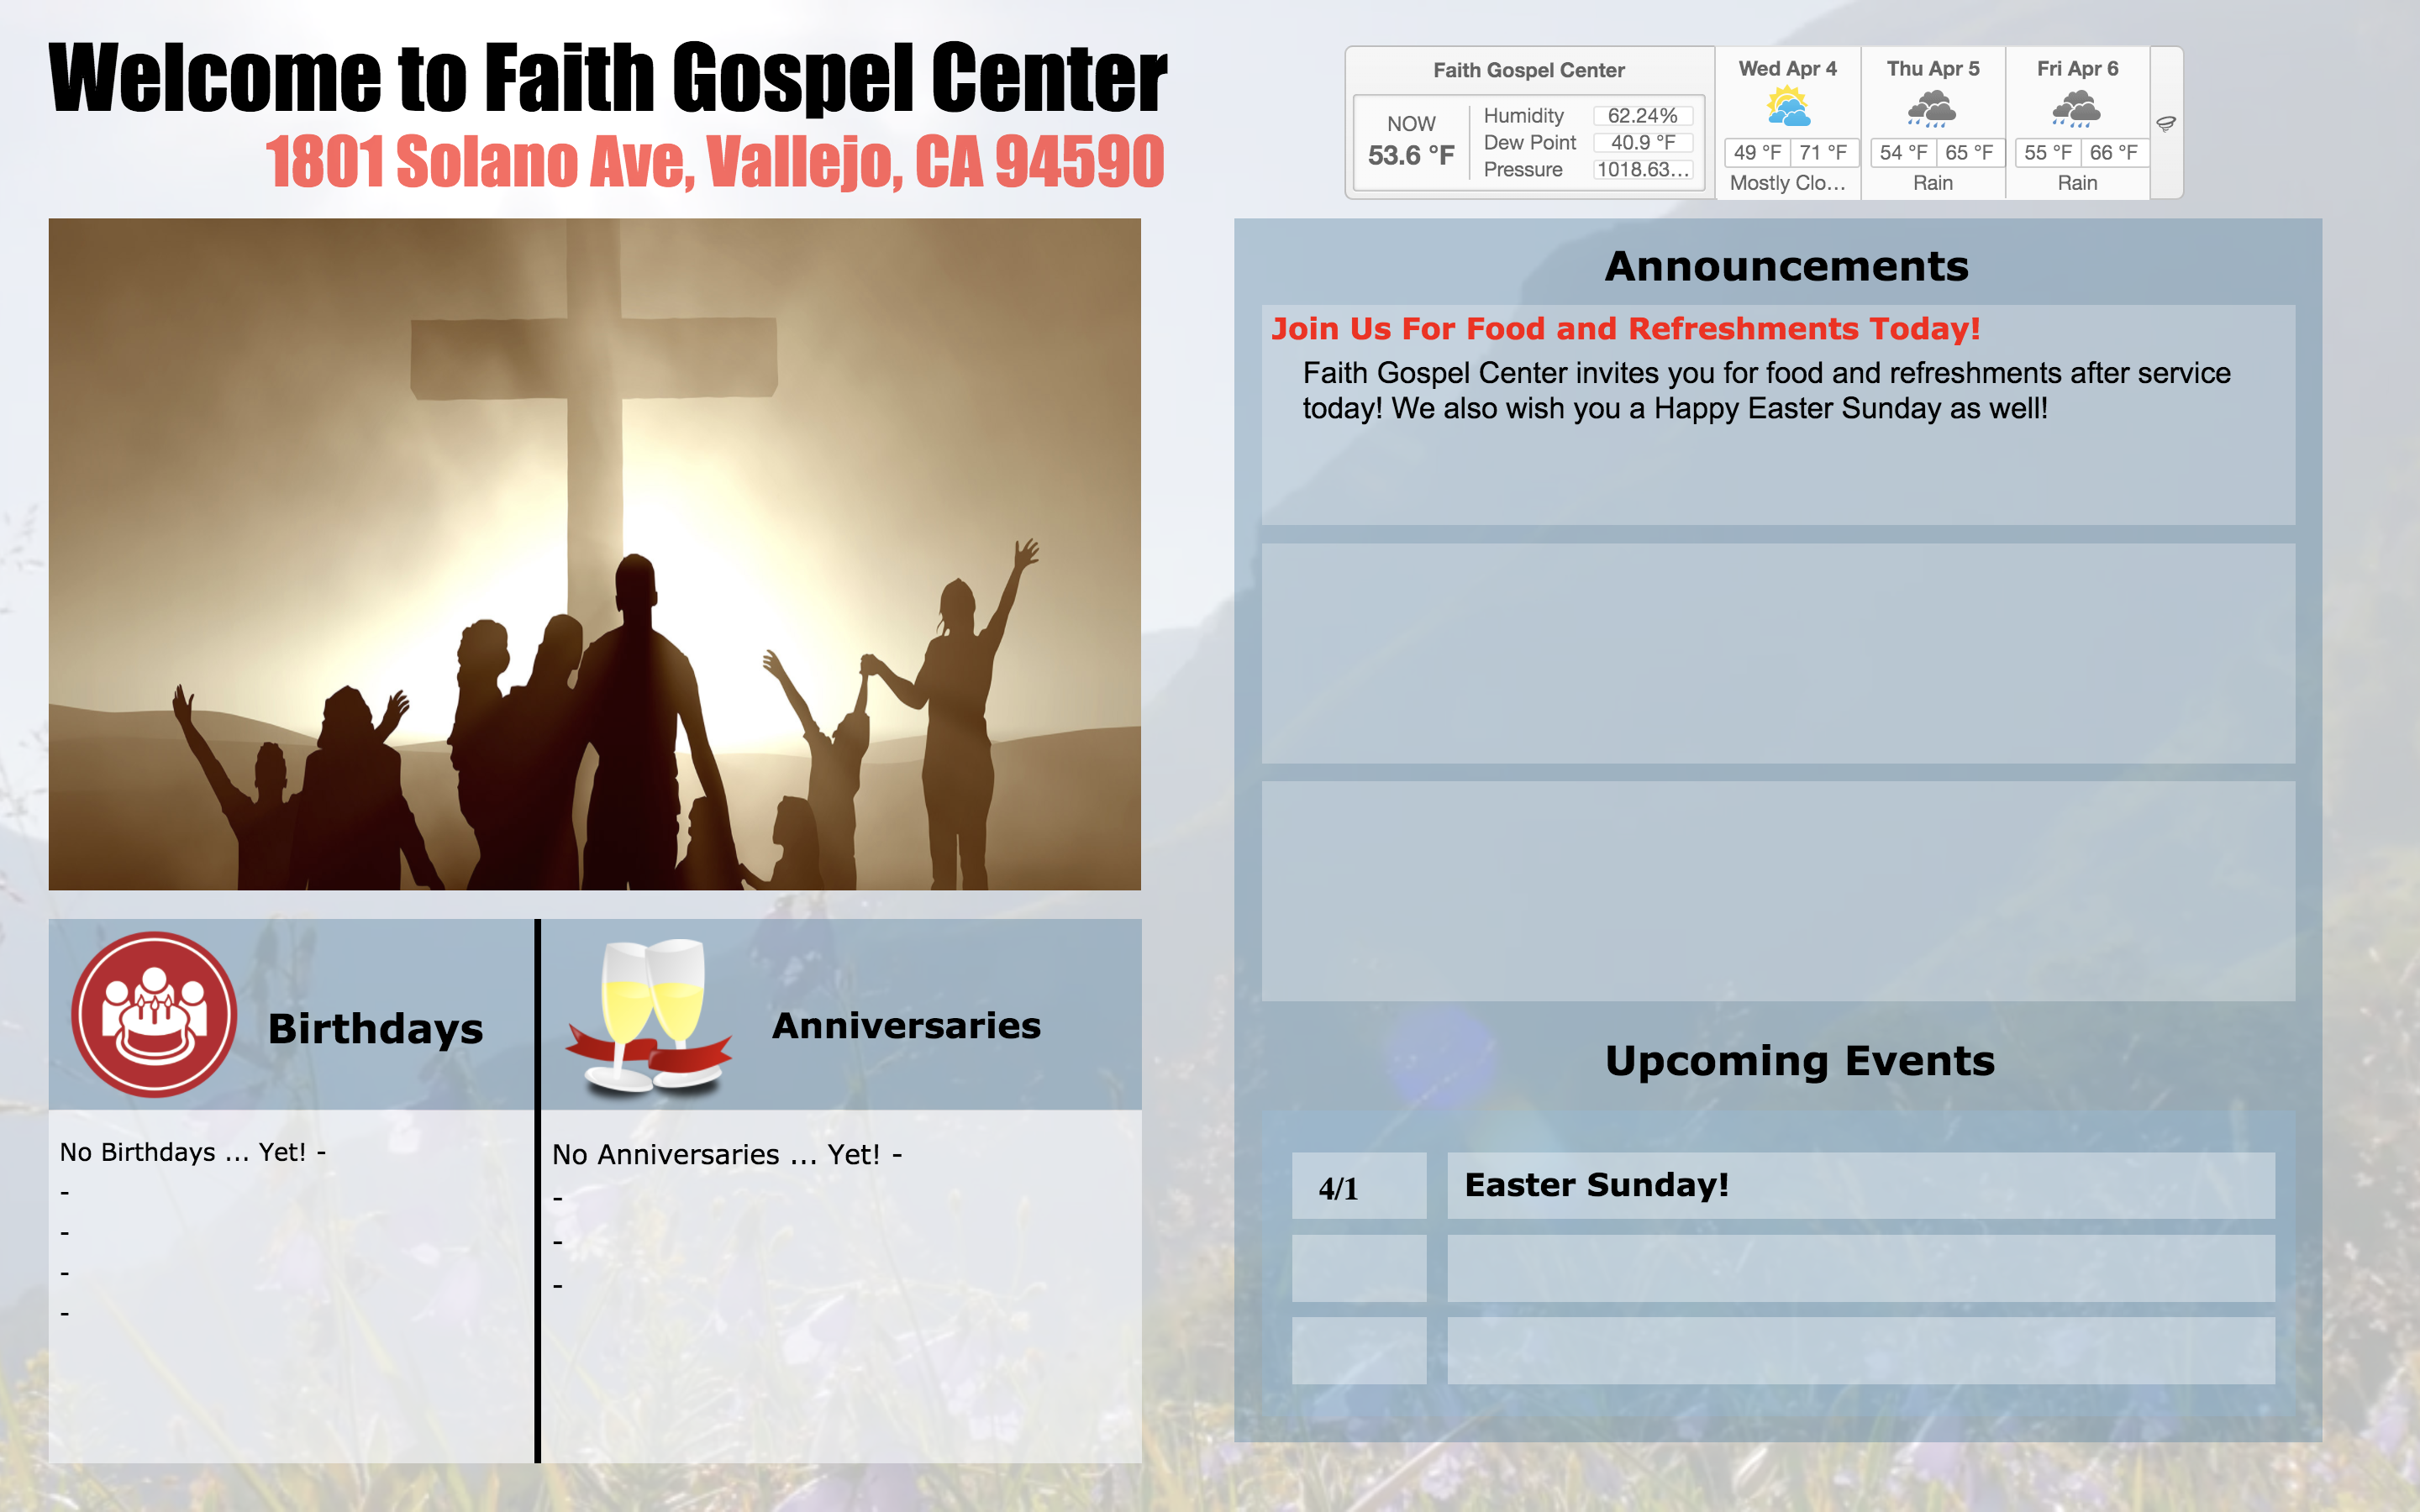 Welcome to Faith Gospel Center
1801 Solano Ave, Vallejo, CA 94590
Faith Gospel Center
NOW
53.6 °F
Humidity 62.24%
Dew Point 40.9 °F
Pressure 1018.63...
Wed Apr 4
49 °F 71 °F
Mostly Clo...
Thu Apr 5
54 °F 65 °F
Rain
Fri Apr 6
55 °F 66 °F
Rain
Announcements
Join Us For Food and Refreshments Today!
Faith Gospel Center invites you for food and refreshments after service
today! We also wish you a Happy Easter Sunday as well!
Birthdays
No Birthdays ... Yet! -
-
-
-
-
Anniversaries
No Anniversaries ... Yet! -
-
-
-
Upcoming Events
4/1 Easter Sunday!